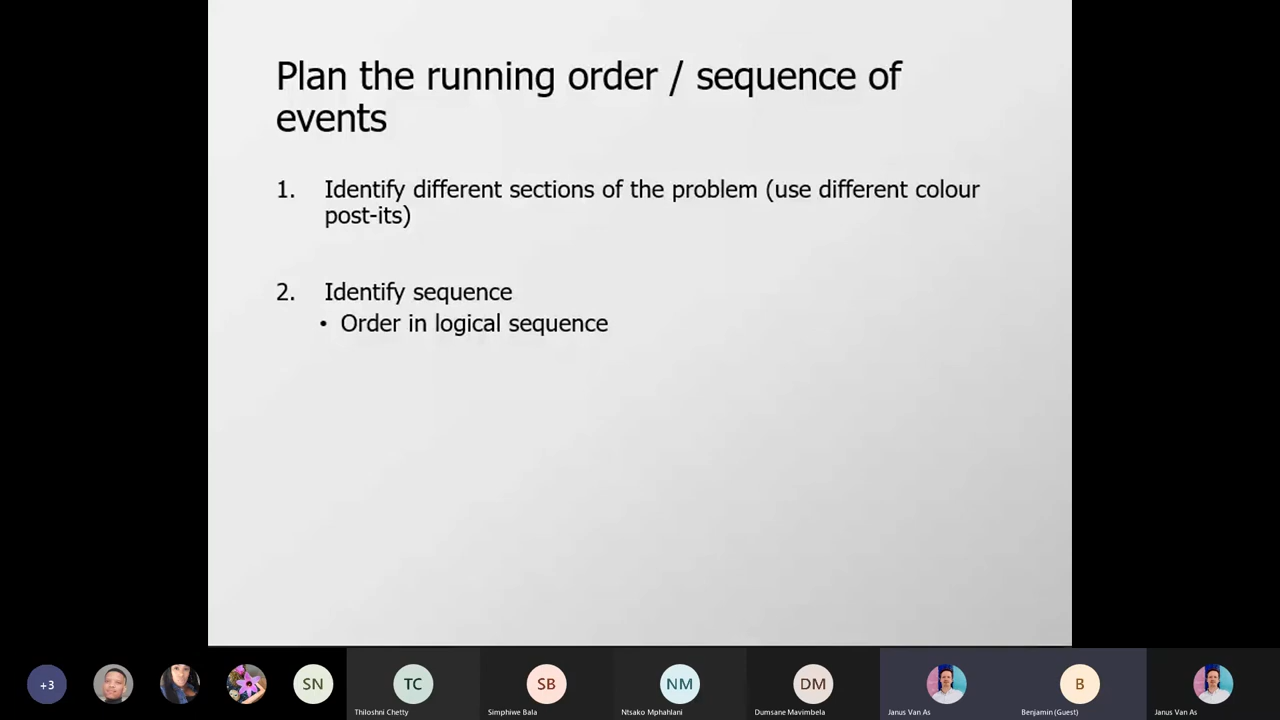 Plan the running order / sequence of
events
1. Identify different sections of the problem (use different colour
post-its)
2. Identify sequence
• Order in logical sequence
+3
SN
TC
SB
NM
DM
B
Thiloshni Chetty
Simphiwe Bala
Ntsako Mphahlani
Dumsane Mavimbela
Janus Van As
Benjamin (Guest)
Janus Van As